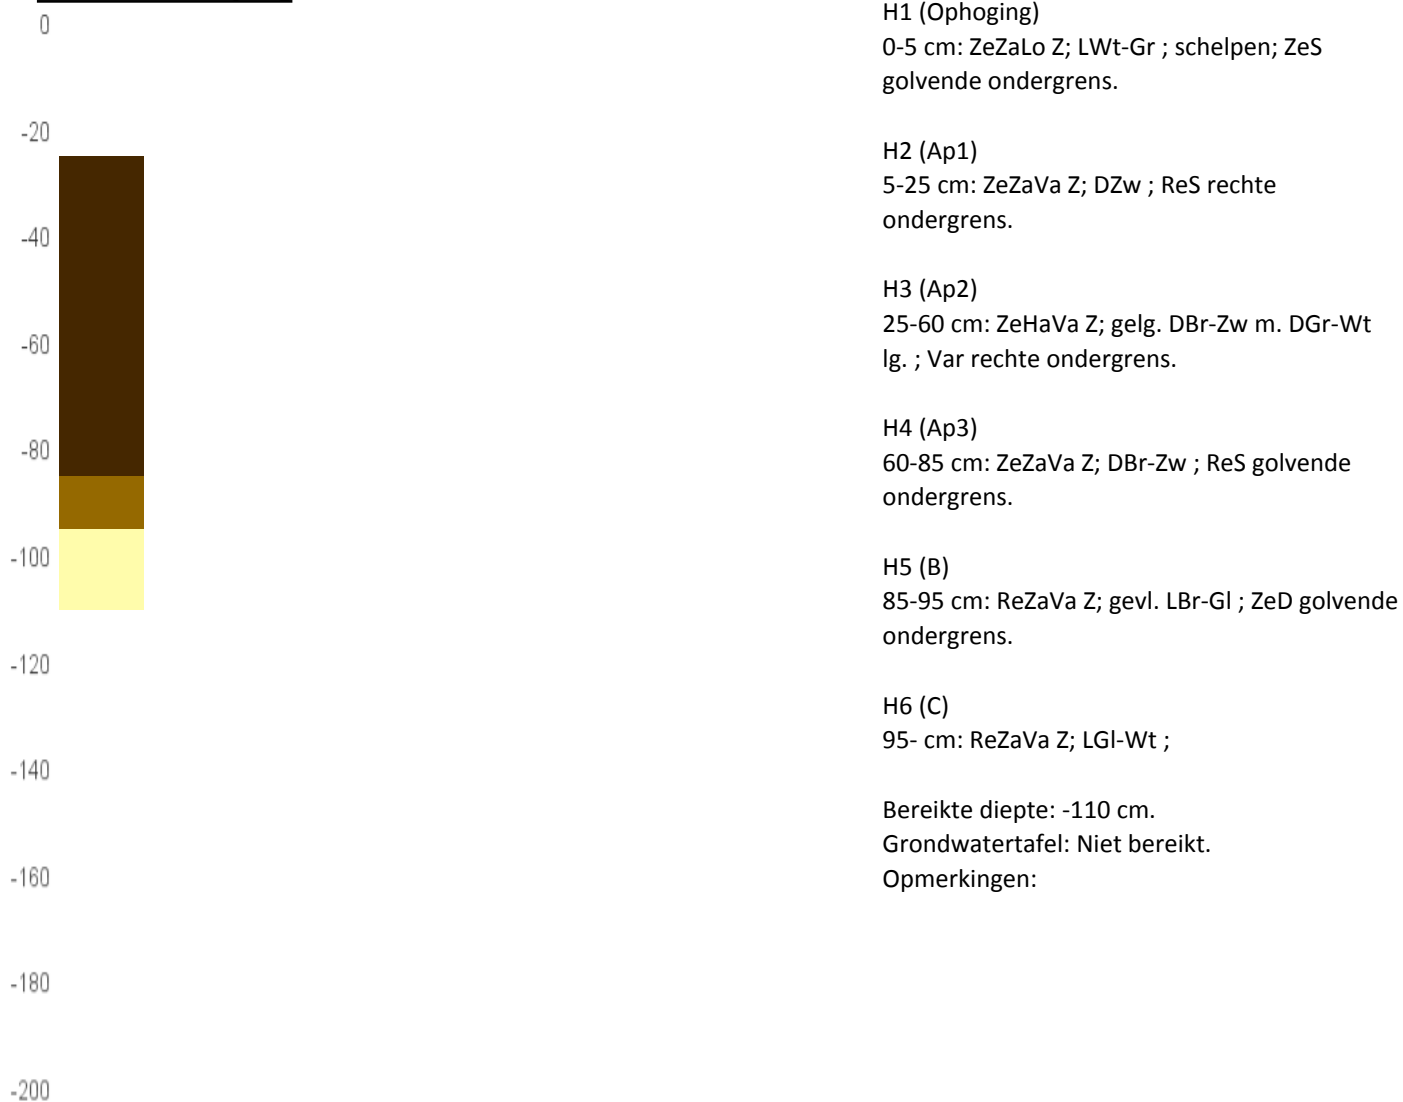 0
-20
-40
-60
-80
-100
-120
-140
-160
-180
-200
H1 (Ophoging)
0-5 cm: ZeZaLo Z; LWt-Gr ; schelpen; ZeS
golvende ondergrens.
H2 (Ap1)
5-25 cm: ZeZaVa Z; DZw ; ReS rechte
ondergrens.
H3 (Ap2)
25-60 cm: ZeHaVa Z; gelg. DBr-Zw m. DGr-Wt
lg. ; Var rechte ondergrens.
H4 (Ap3)
60-85 cm: ZeZaVa Z; DBr-Zw ; ReS golvende
ondergrens.
H5 (B)
85-95 cm: ReZaVa Z; gevl. LBr-Gl ; ZeD golvende
ondergrens.
H6 (C)
95- cm: ReZaVa Z; LGl-Wt ;
Bereikte diepte: -110 cm.
Grondwatertafel: Niet bereikt.
Opmerkingen: